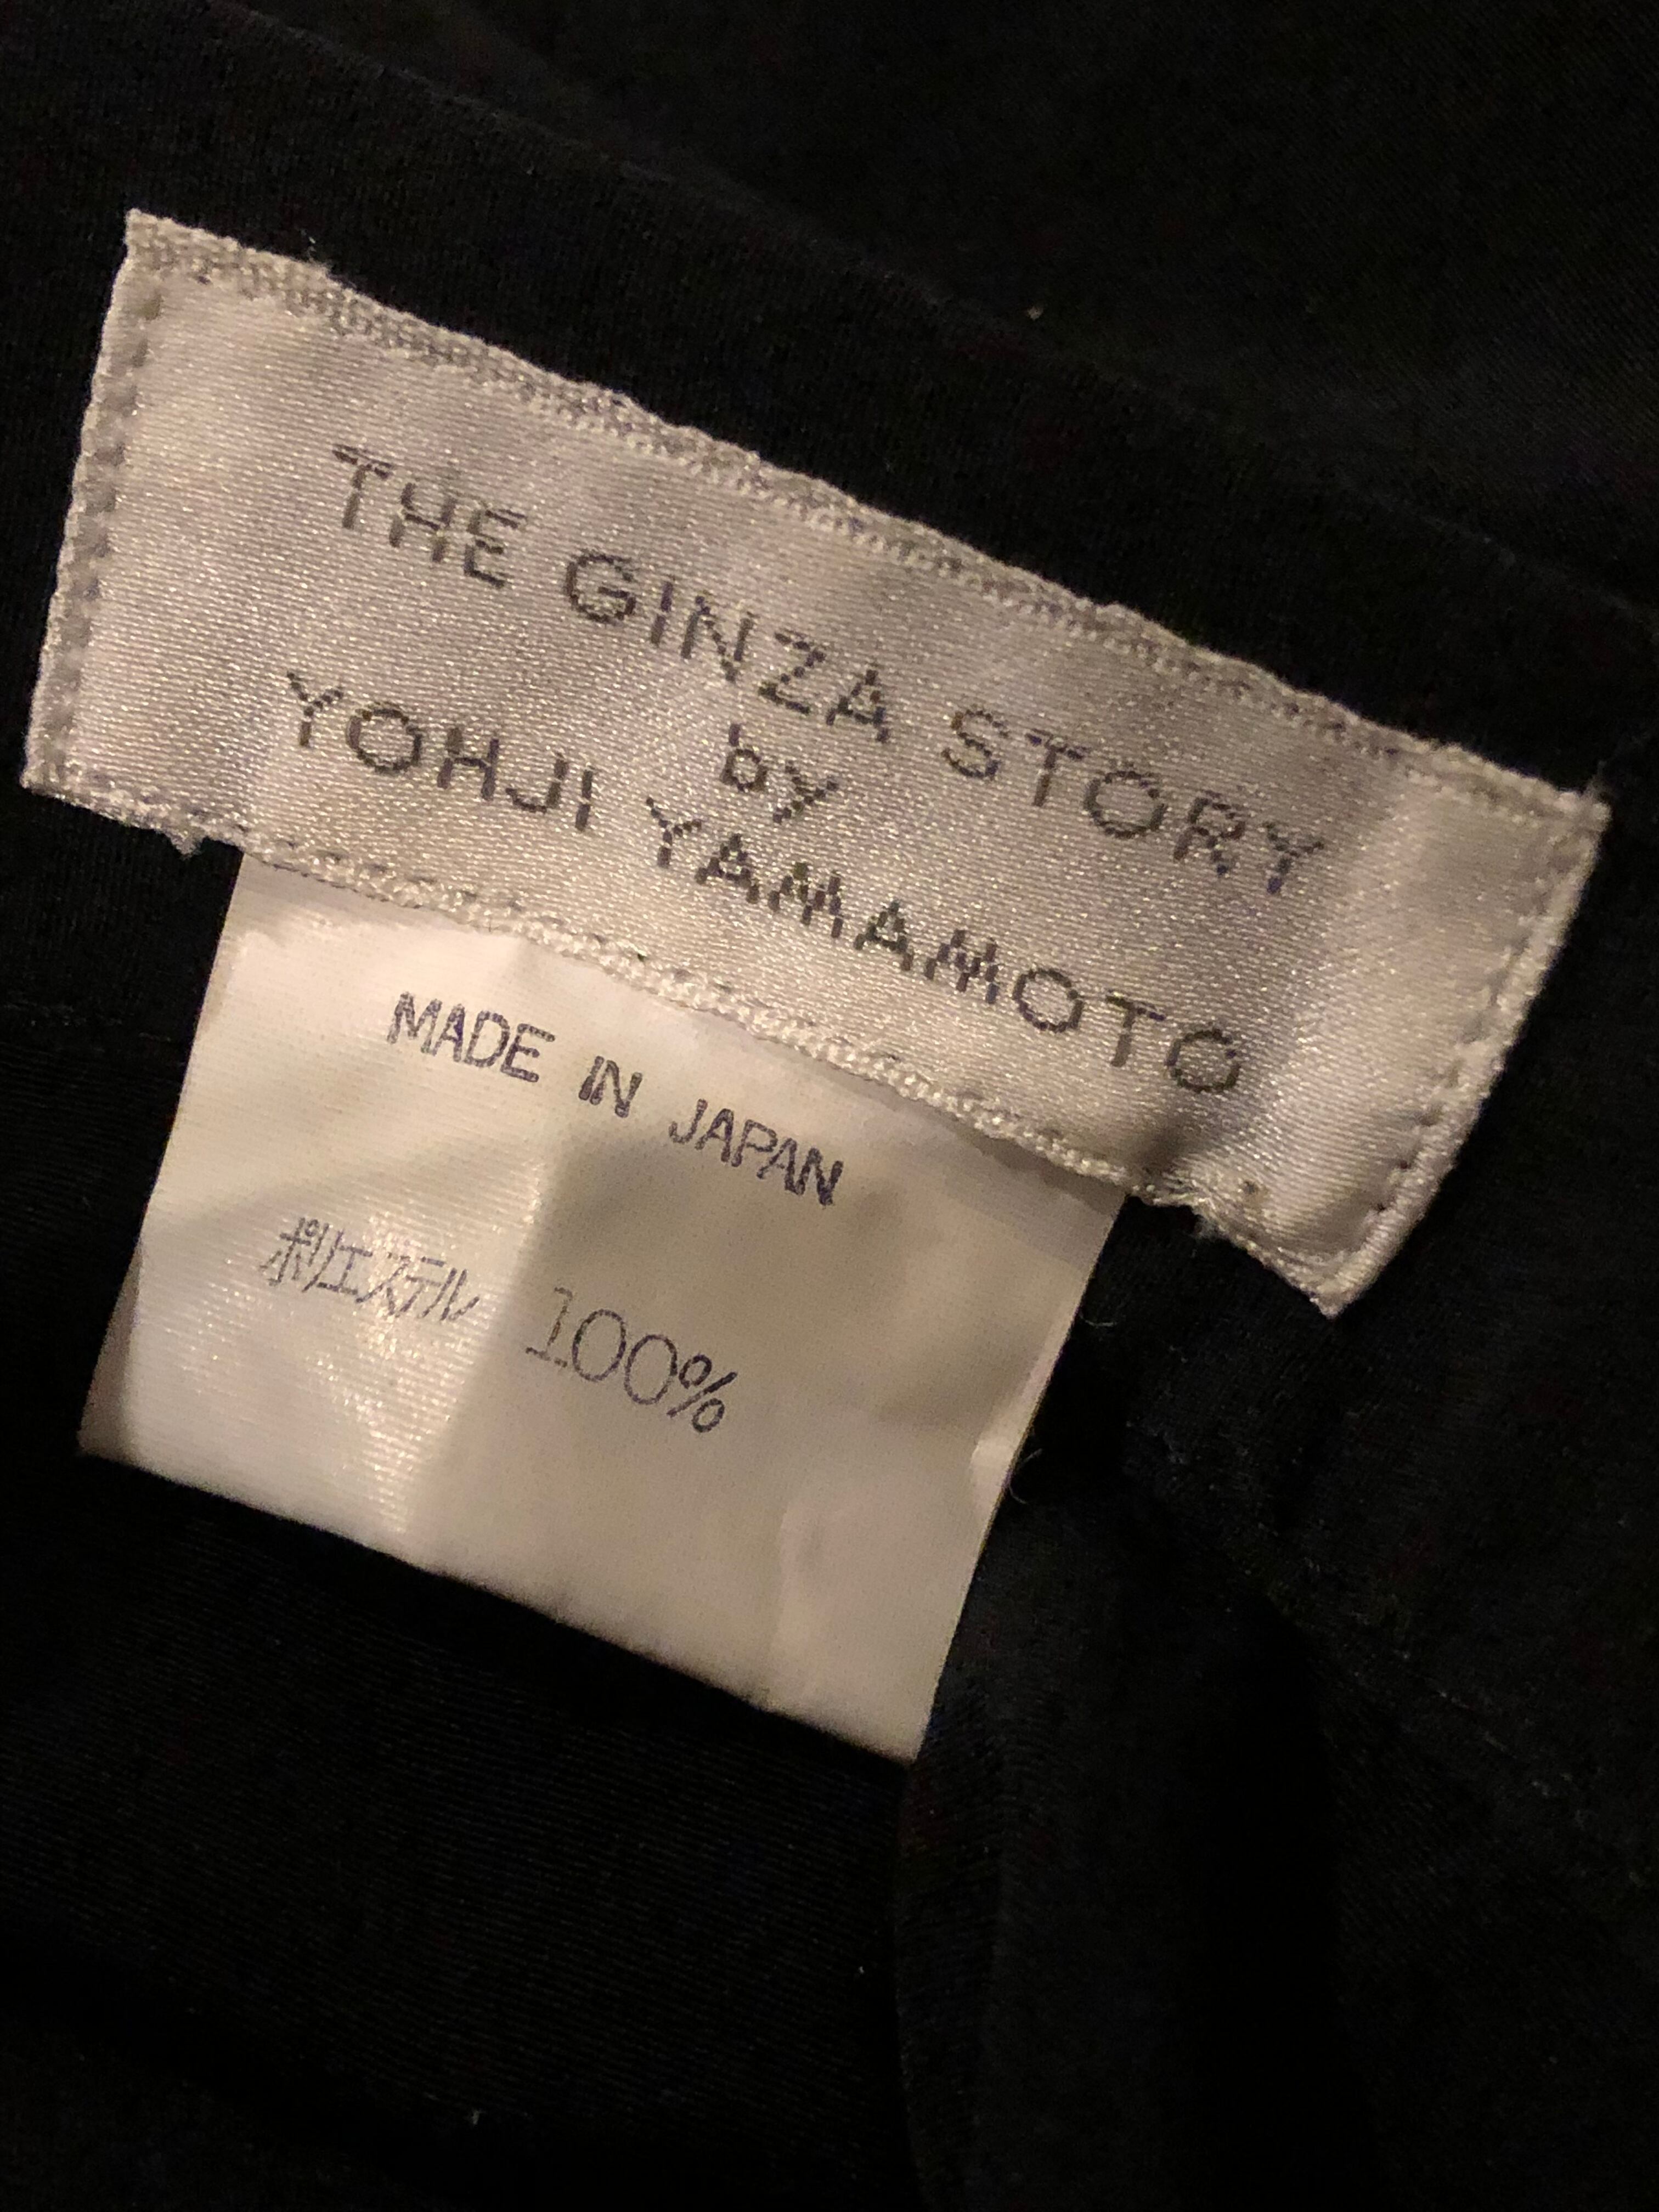 THE GINZA STORY
by
YOHJI YAMAMOTO
MADE IN JAPAN
ポリエステル 100%